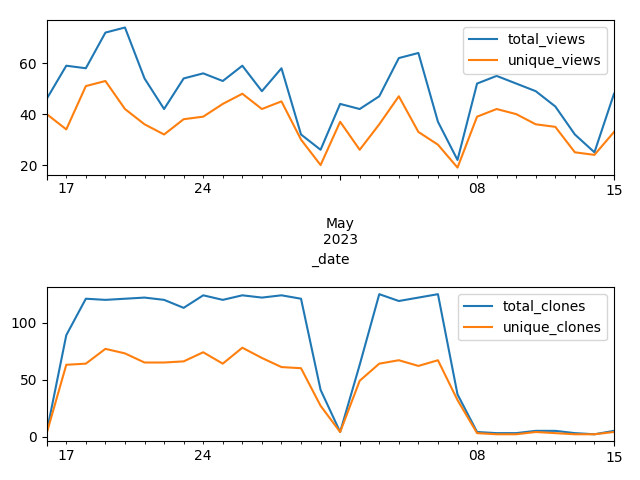 total_views
unique_views
60
40
20
17 24 08 15
May
2023
_date
total_clones
unique_clones
100
50
0
17 24 08 15